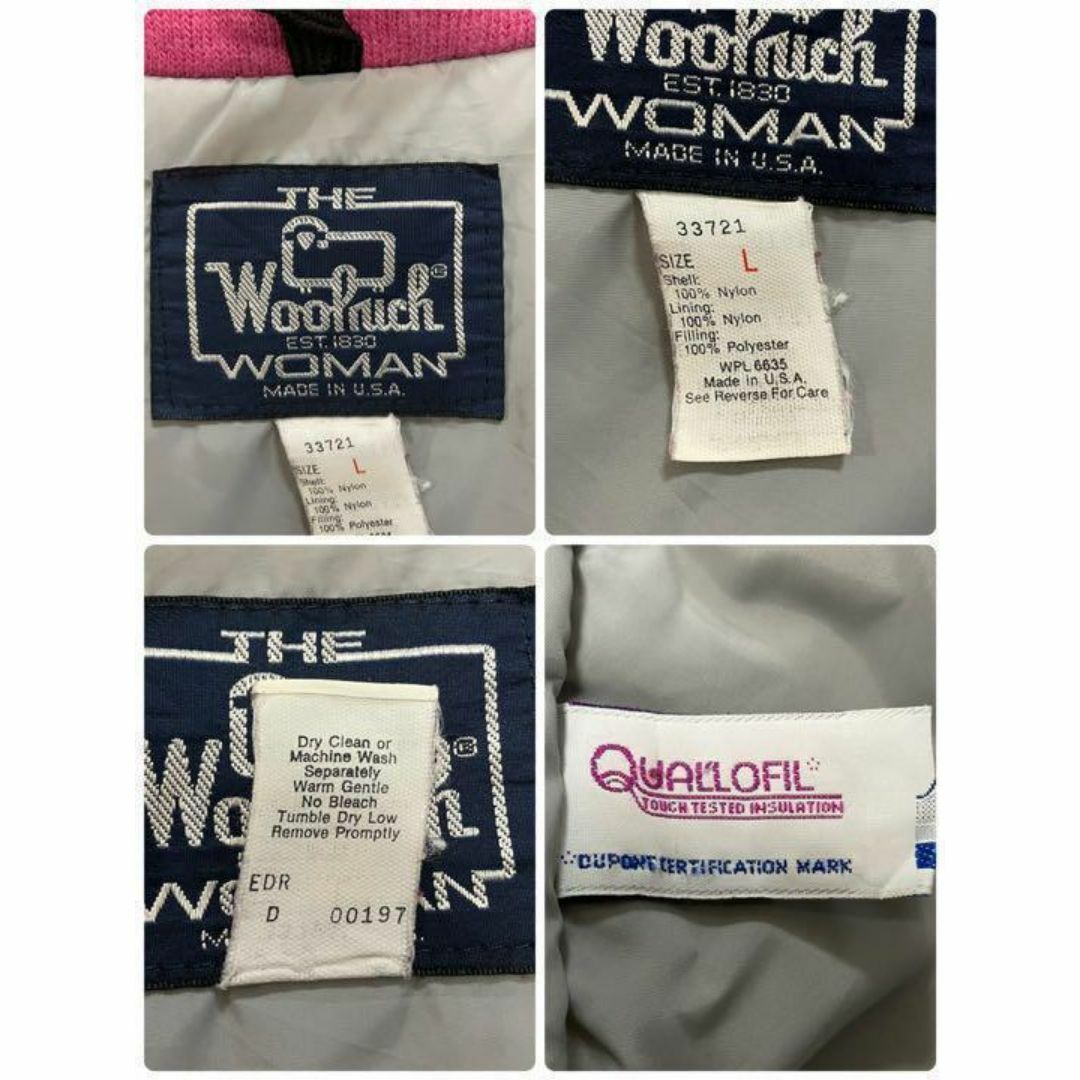 THE
Woolrich®
EST. 1830
WOMAN
MADE IN U.S.A.
33721
SIZE L
Shell:
100% Nylon
Lining:
100% Nylon
Filling:
100% Polyester
Woolrich
EST. 1830
WOMAN
MADE IN U.S.A.
33721
SIZE L
Shell:
100% Nylon
Lining:
100% Nylon
Filling:
100% Polyester
WPL 6635
Made in U.S.A.
See Reverse For Care
THE
Dry Clean or
Machine Wash
Separately
Warm Gentle
No Bleach
Tumble Dry Low
Remove Promptly
EDR
D 00197
QUALLOFIL
TOUGH TESTED INSULATION
DUPONT CERTIFICATION MARK